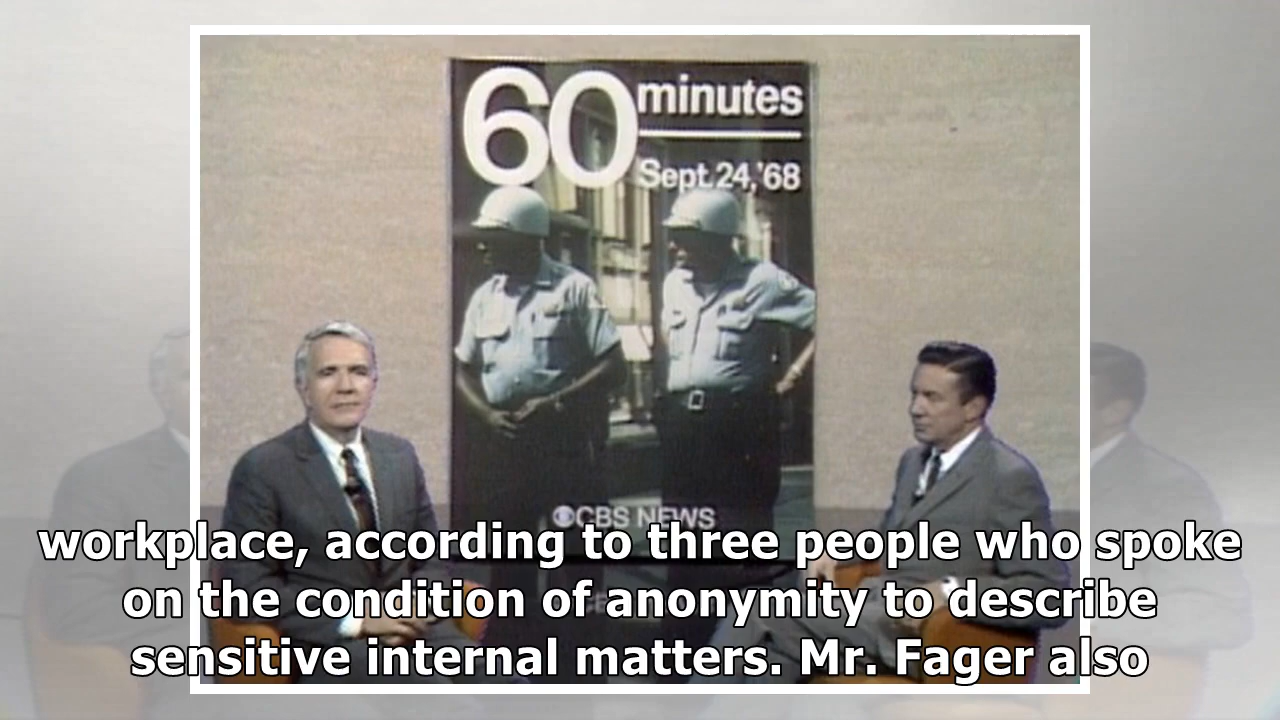 60 minutes
Sept. 24, '68
CBS NEWS
workplace, according to three people who spoke
on the condition of anonymity to describe
sensitive internal matters. Mr. Fager also